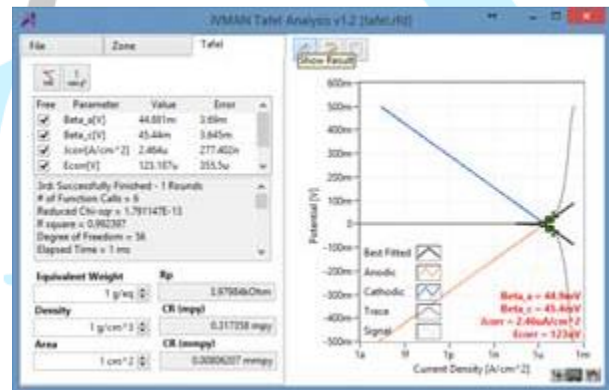 IVMAN Tafel Analysis v1.2 [tafel.rfd]
File Zone Tafel
Show Result
Free Parameter Value Error
Beta_a[V] 44.881m 3.69m
Beta_c[V] 45.44m 3.645m
Jcorr[A/cm^2] 2.464u 277.402n
Ecorr[V] 123.187u 355.5u
3rd: Successfully Finished - 1 Rounds
# of Function Calls = 6
Reduced Chi-sqr = 1.791147E-13
R square = 0.992397
Degree of Freedom = 56
Elapsed Time = 1 ms
Equivalent Weight Rp
1 g/eq 3.97984kOhm
Density CR (mpy)
1 g/cm^3 0.317358 mpy
Area CR (mmpy)
1 cm^2 0.00806207 mmpy
600m
500m
400m
300m
200m
100m
0
-100m
-200m
-300m
-400m
-500m
Potential [V]
Best Fitted
Anodic
Cathodic
Trace
Signal
Beta_a = 44.9mV
Beta_c = 45.4mV
Jcorr = 2.46uA/cm^2
Ecorr = 123uV
1a 1f 1p 1n 1u 1m
Current Density [A/cm^2]